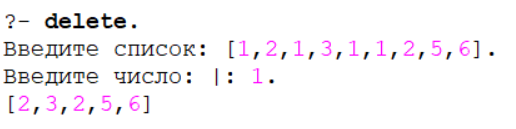 ?- delete.
Введите список: [1,2,1,3,1,1,2,5,6].
Введите число: |: 1.
[2,3,2,5,6]